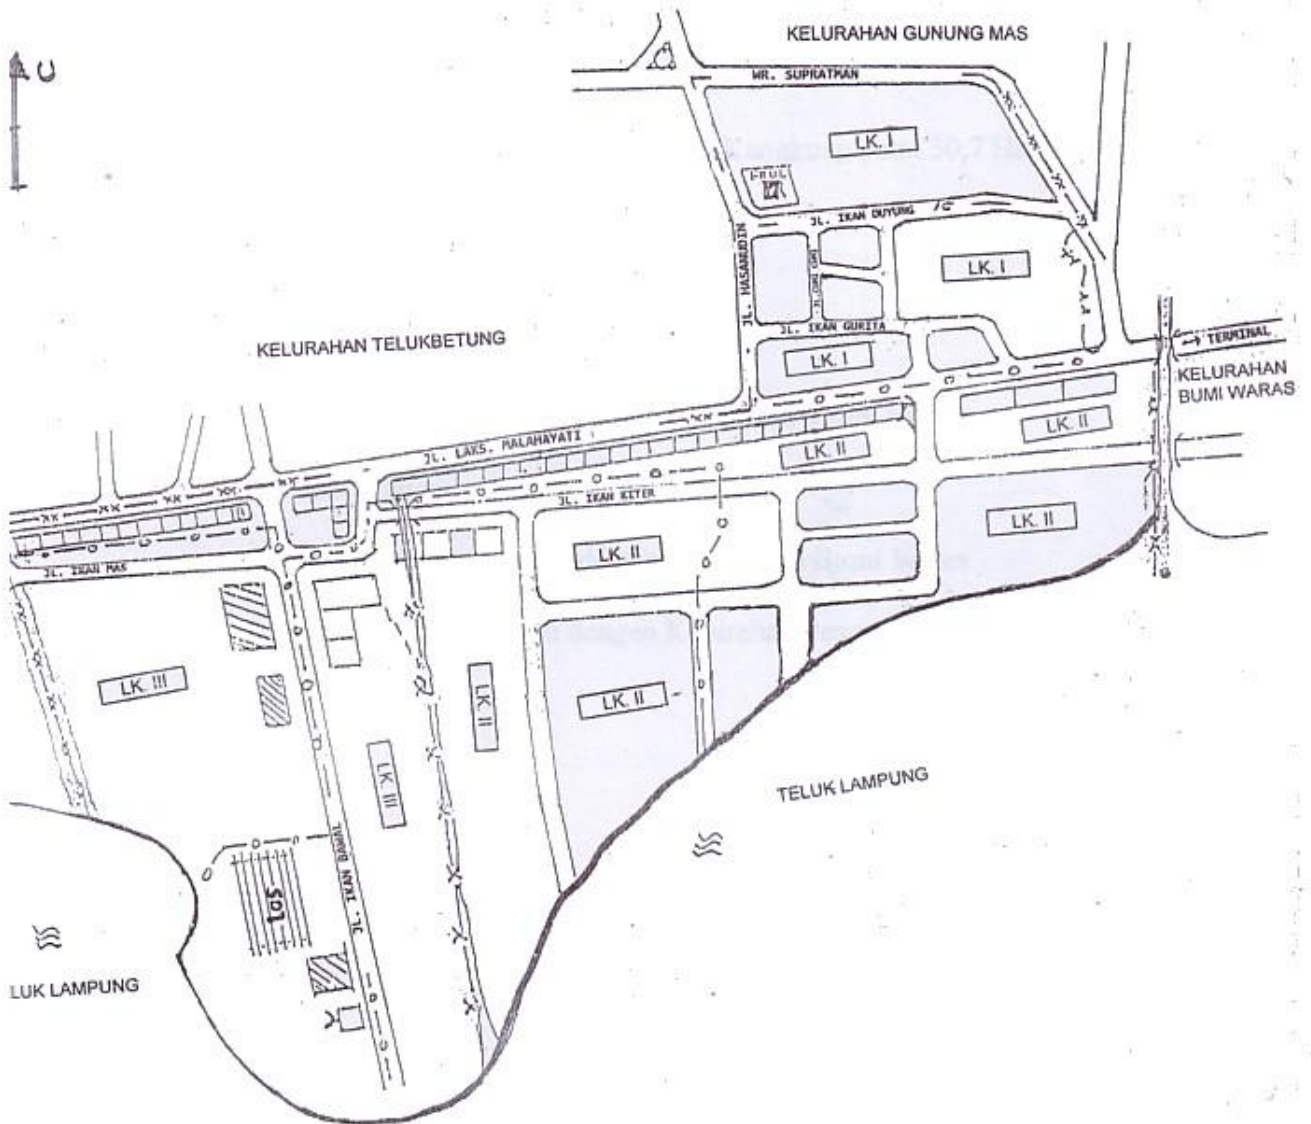 KELURAHAN GUNUNG MAS
WR. SUPRATMAN
LK. I
JL. IKAN DUYUNG
JL. HASANUDIN
LK. I
JL. IKAN GURITA
LK. I
TERMINAL
KELURAHAN TELUKBETUNG
KELURAHAN
BUMI WARAS
JL. LAKS. MALAHAYATI
LK. II
LK. II
JL. IKAN KITER
LK. II
LK. II
JL. IKAN MAS
LK. III
LK. II
LK. II
LK. III
TELUK LAMPUNG
JL. IKAN BAWAL
LOS
LUK LAMPUNG